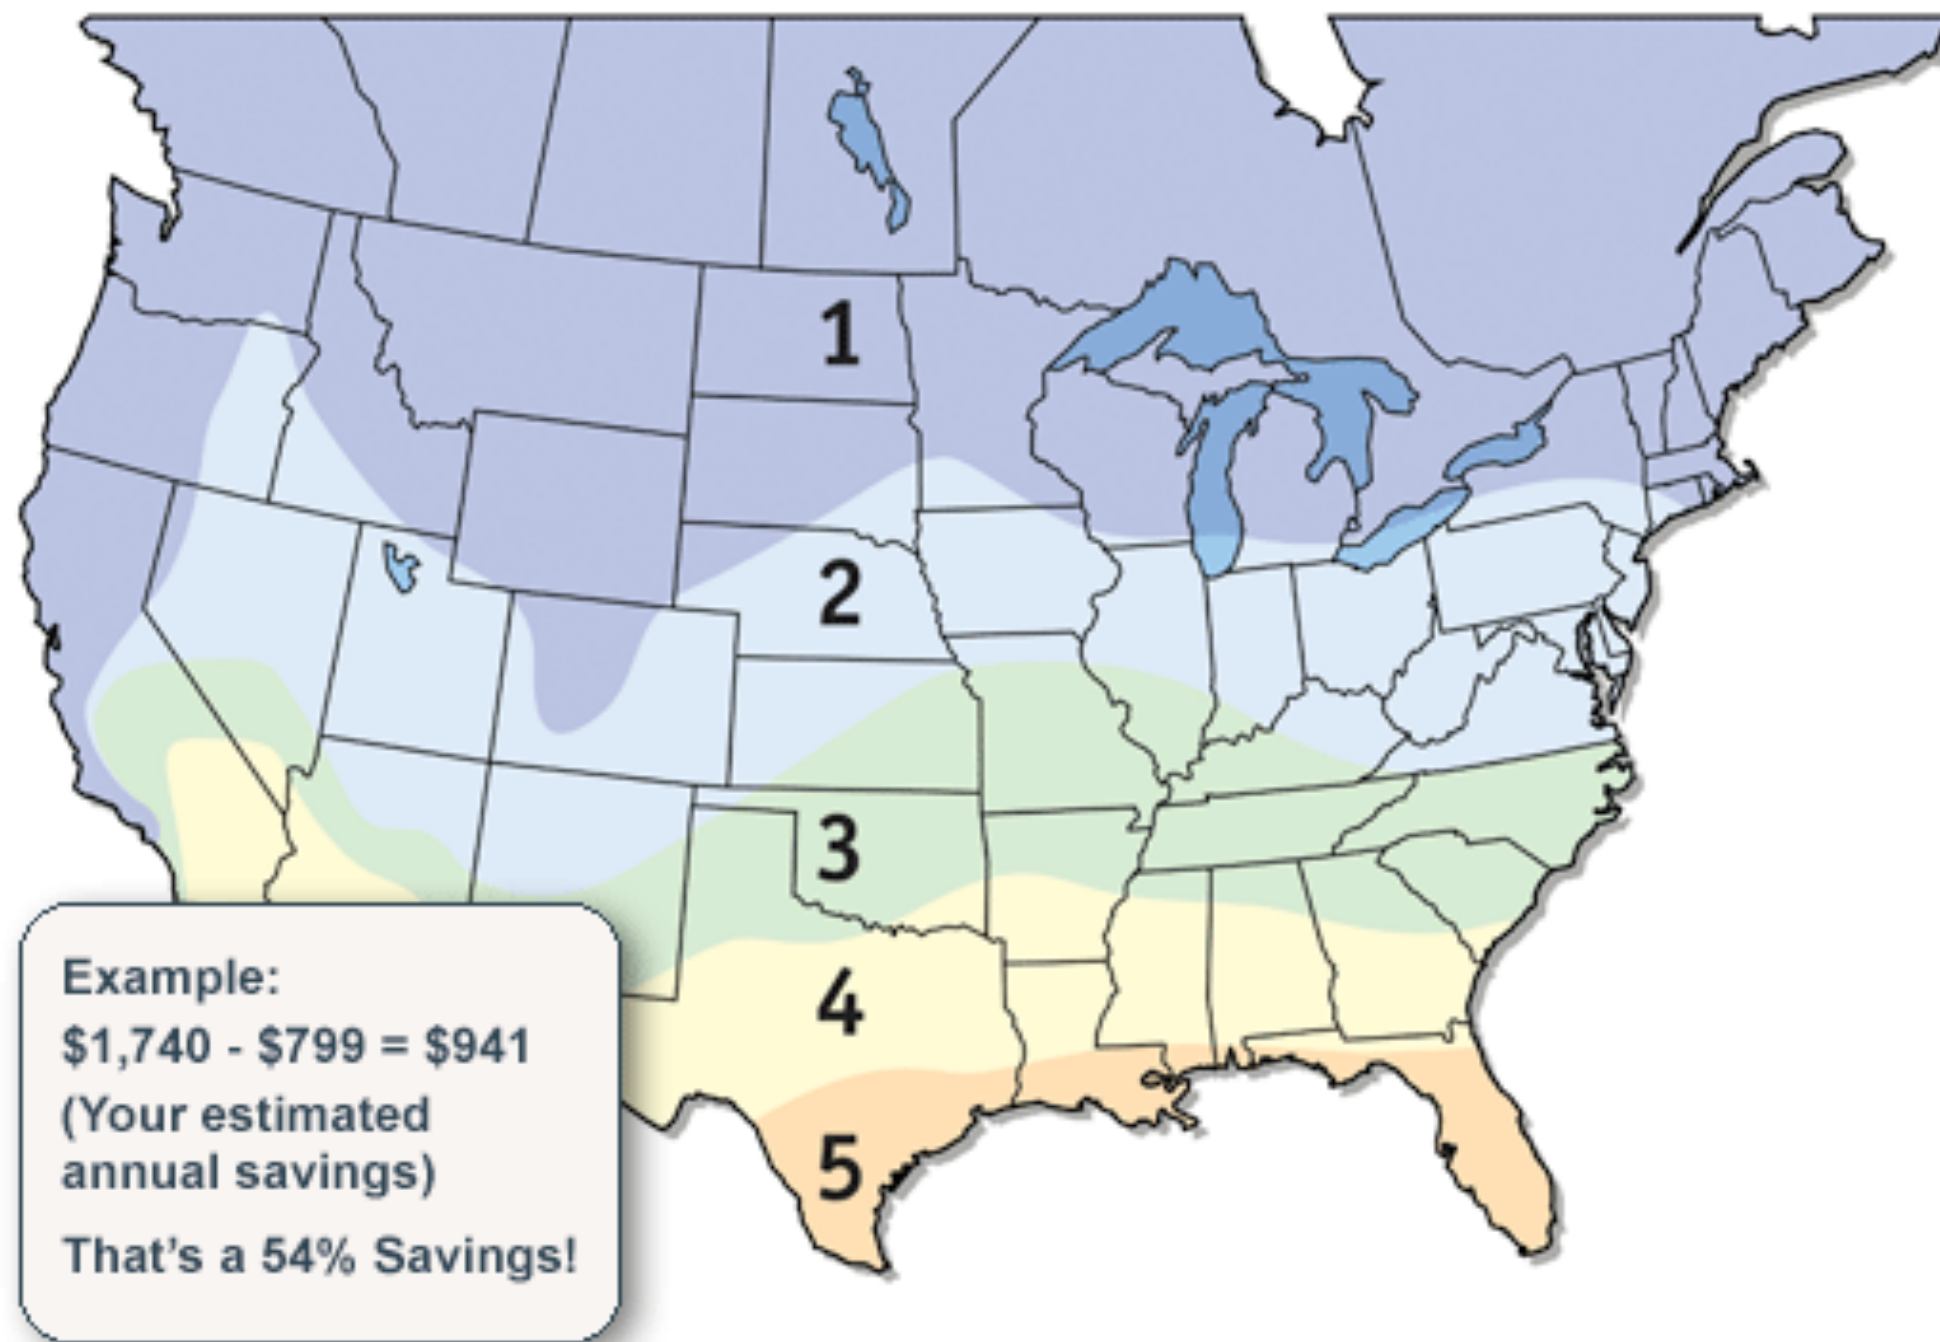 1
2
3
4
5
Example:
$1,740 - $799 = $941
(Your estimated
annual savings)
That's a 54% Savings!